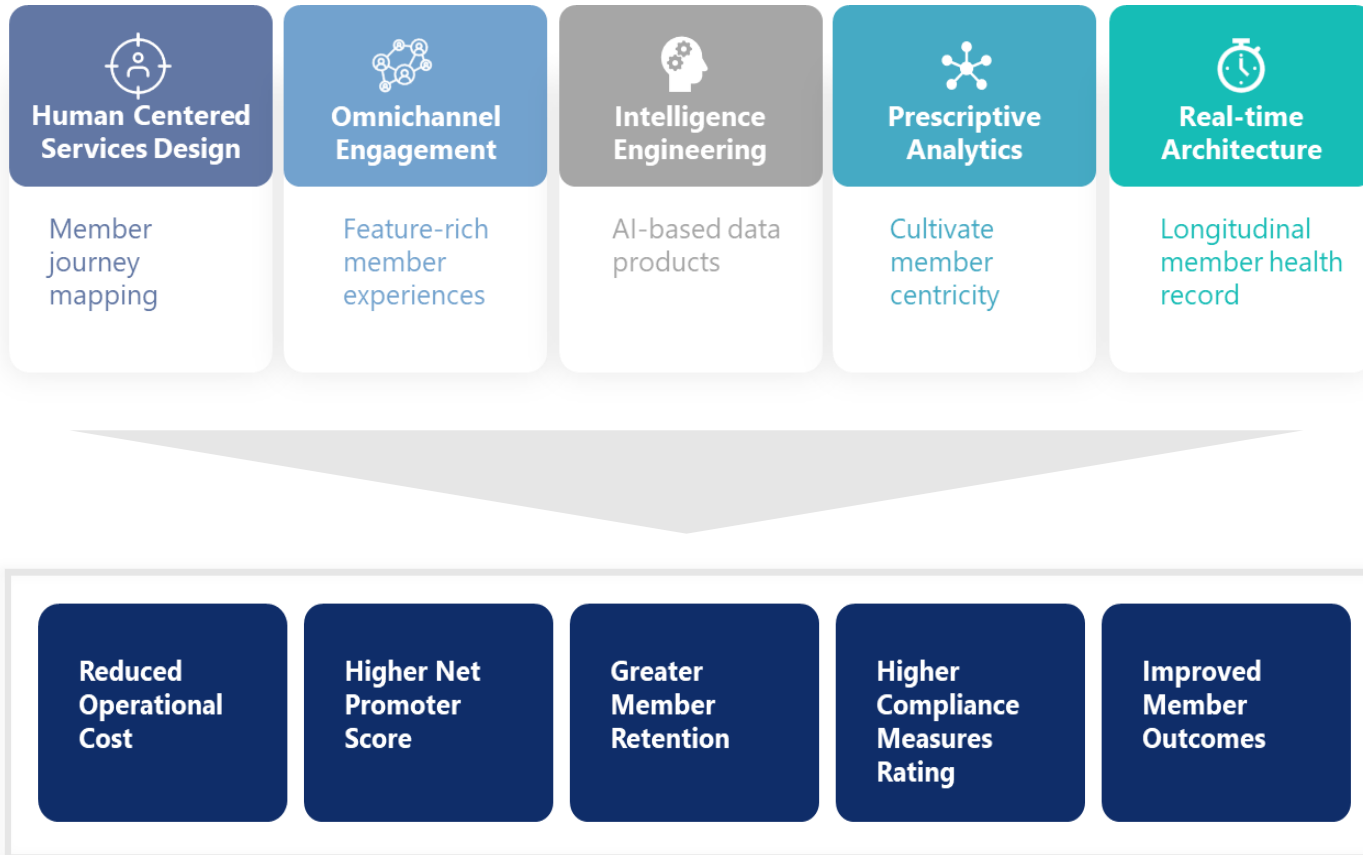 Human Centered
Services Design
Omnichannel
Engagement
Intelligence
Engineering
Prescriptive
Analytics
Real-time
Architecture
Member
journey
mapping
Feature-rich
member
experiences
AI-based data
products
Cultivate
member
centricity
Longitudinal
member health
record
Reduced
Operational
Cost
Higher Net
Promoter
Score
Greater
Member
Retention
Higher
Compliance
Measures
Rating
Improved
Member
Outcomes